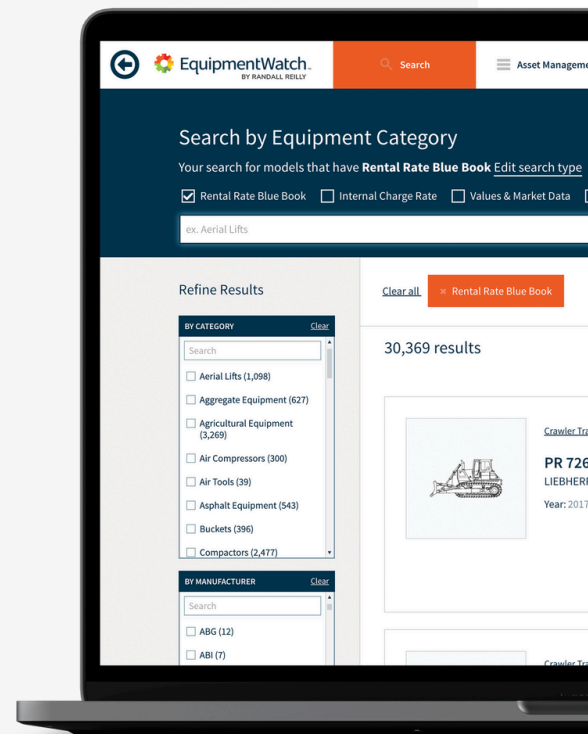 EquipmentWatch™
BY RANDALL REILLY
Search
Asset Manageme
Search by Equipment Category
Your search for models that have Rental Rate Blue Book Edit search type
Rental Rate Blue Book Internal Charge Rate Values & Market Data
ex. Aerial Lifts
Refine Results
Clear all × Rental Rate Blue Book
BY CATEGORY Clear
Search
30,369 results
Aerial Lifts (1,098)
Aggregate Equipment (627)
Agricultural Equipment
(3,269)
Air Compressors (300)
Air Tools (39)
Asphalt Equipment (543)
Buckets (396)
Compactors (2,477)
Crawler Tra
PR 726
LIEBHER
Year: 2017
BY MANUFACTURER Clear
Search
ABG (12)
ABI (7)
Crawler Tra